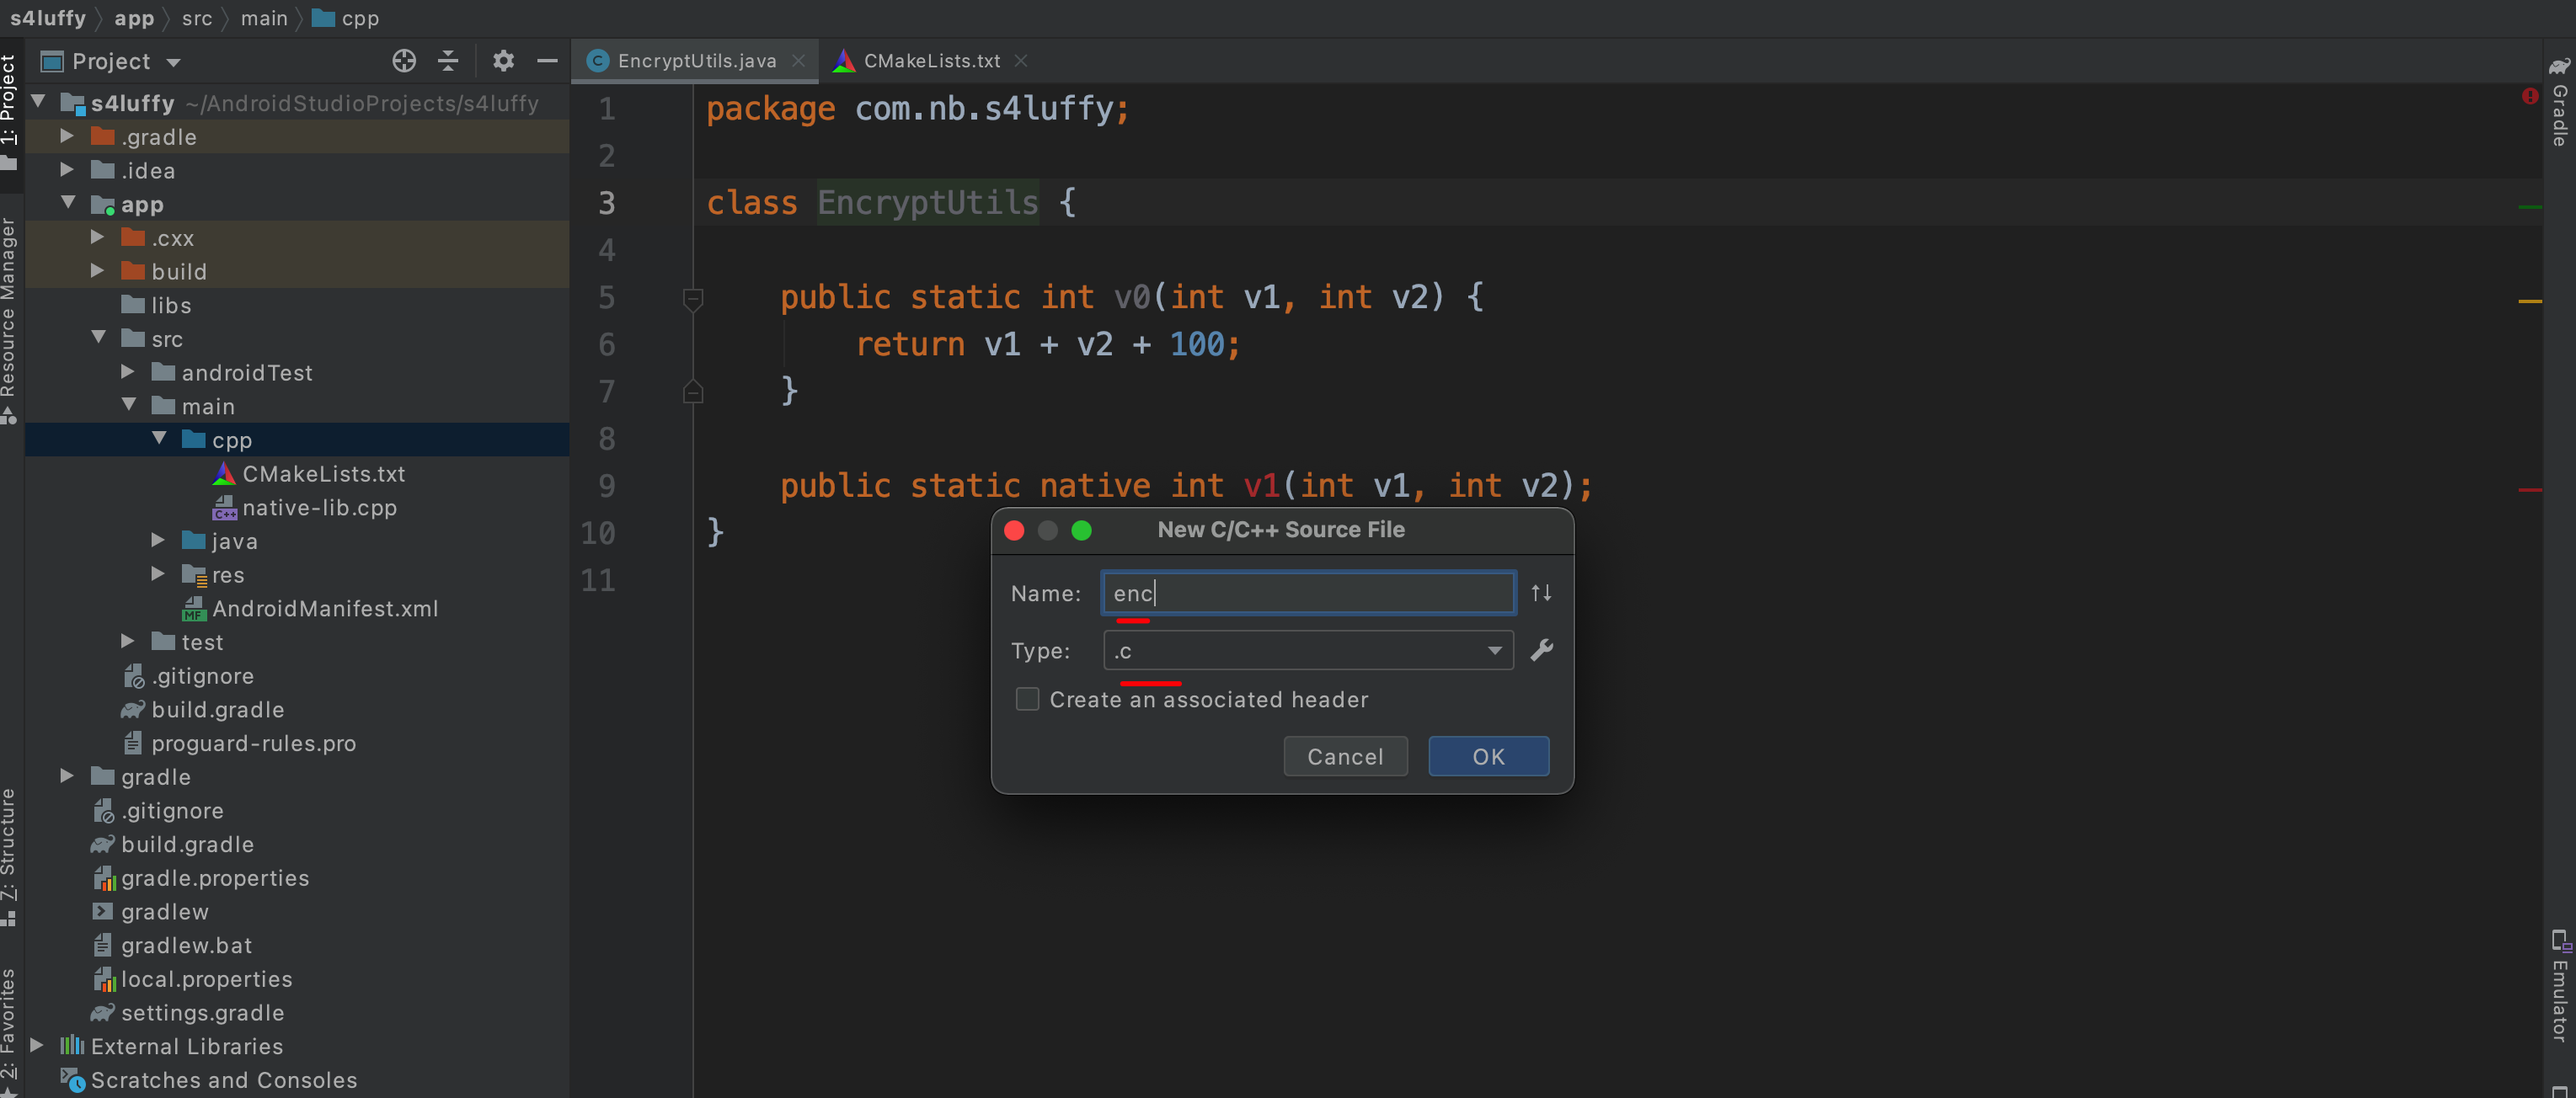 s4luffy app src main cpp
Project
EncryptUtils.java
CMakeLists.txt
1: Project
Resource Manager
7: Structure
2: Favorites
s4luffy ~/AndroidStudioProjects/s4luffy
.gradle
.idea
app
.cxx
build
libs
src
androidTest
main
cpp
CMakeLists.txt
native-lib.cpp
java
res
AndroidManifest.xml
test
.gitignore
build.gradle
proguard-rules.pro
gradle
.gitignore
build.gradle
gradle.properties
gradlew
gradlew.bat
local.properties
settings.gradle
External Libraries
Scratches and Consoles
1 package com.nb.s4luffy;
2
3 class EncryptUtils {
4
5 public static int v0(int v1, int v2) {
6 return v1 + v2 + 100;
7 }
8
9 public static native int v1(int v1, int v2);
10 }
11
New C/C++ Source File
Name: enc
Type: .c
Create an associated header
Cancel OK
Gradle
Emulator